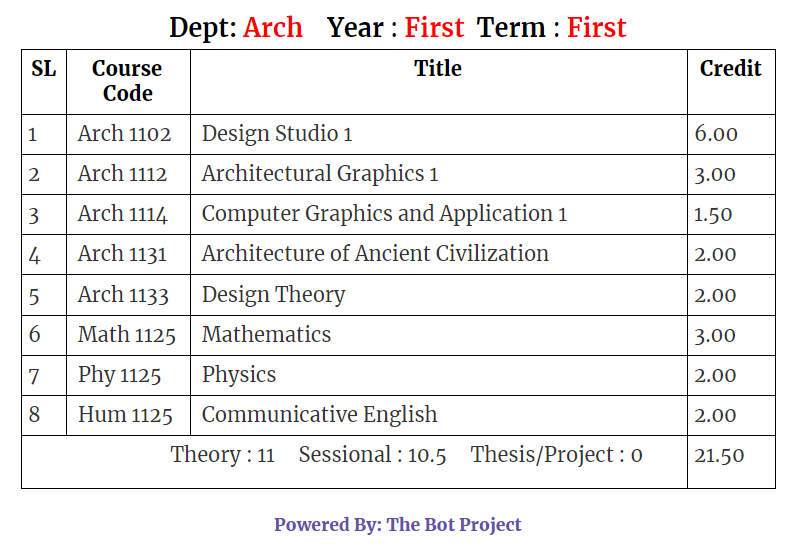 Dept: Arch Year : First Term : First
SL Course Code Title Credit
1 Arch 1102 Design Studio 1 6.00
2 Arch 1112 Architectural Graphics 1 3.00
3 Arch 1114 Computer Graphics and Application 1 1.50
4 Arch 1131 Architecture of Ancient Civilization 2.00
5 Arch 1133 Design Theory 2.00
6 Math 1125 Mathematics 3.00
7 Phy 1125 Physics 2.00
8 Hum 1125 Communicative English 2.00
Theory : 11 Sessional : 10.5 Thesis/Project : 0 21.50
Powered By: The Bot Project